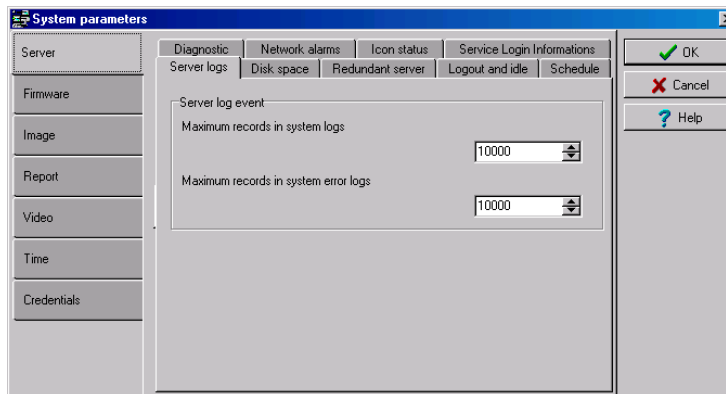 System parameters
Server
Firmware
Image
Report
Video
Time
Credentials
Diagnostic
Network alarms
Icon status
Service Login Informations
Server logs
Disk space
Redundant server
Logout and idle
Schedule
Server log event
Maximum records in system logs
10000
Maximum records in system error logs
10000
OK
Cancel
Help